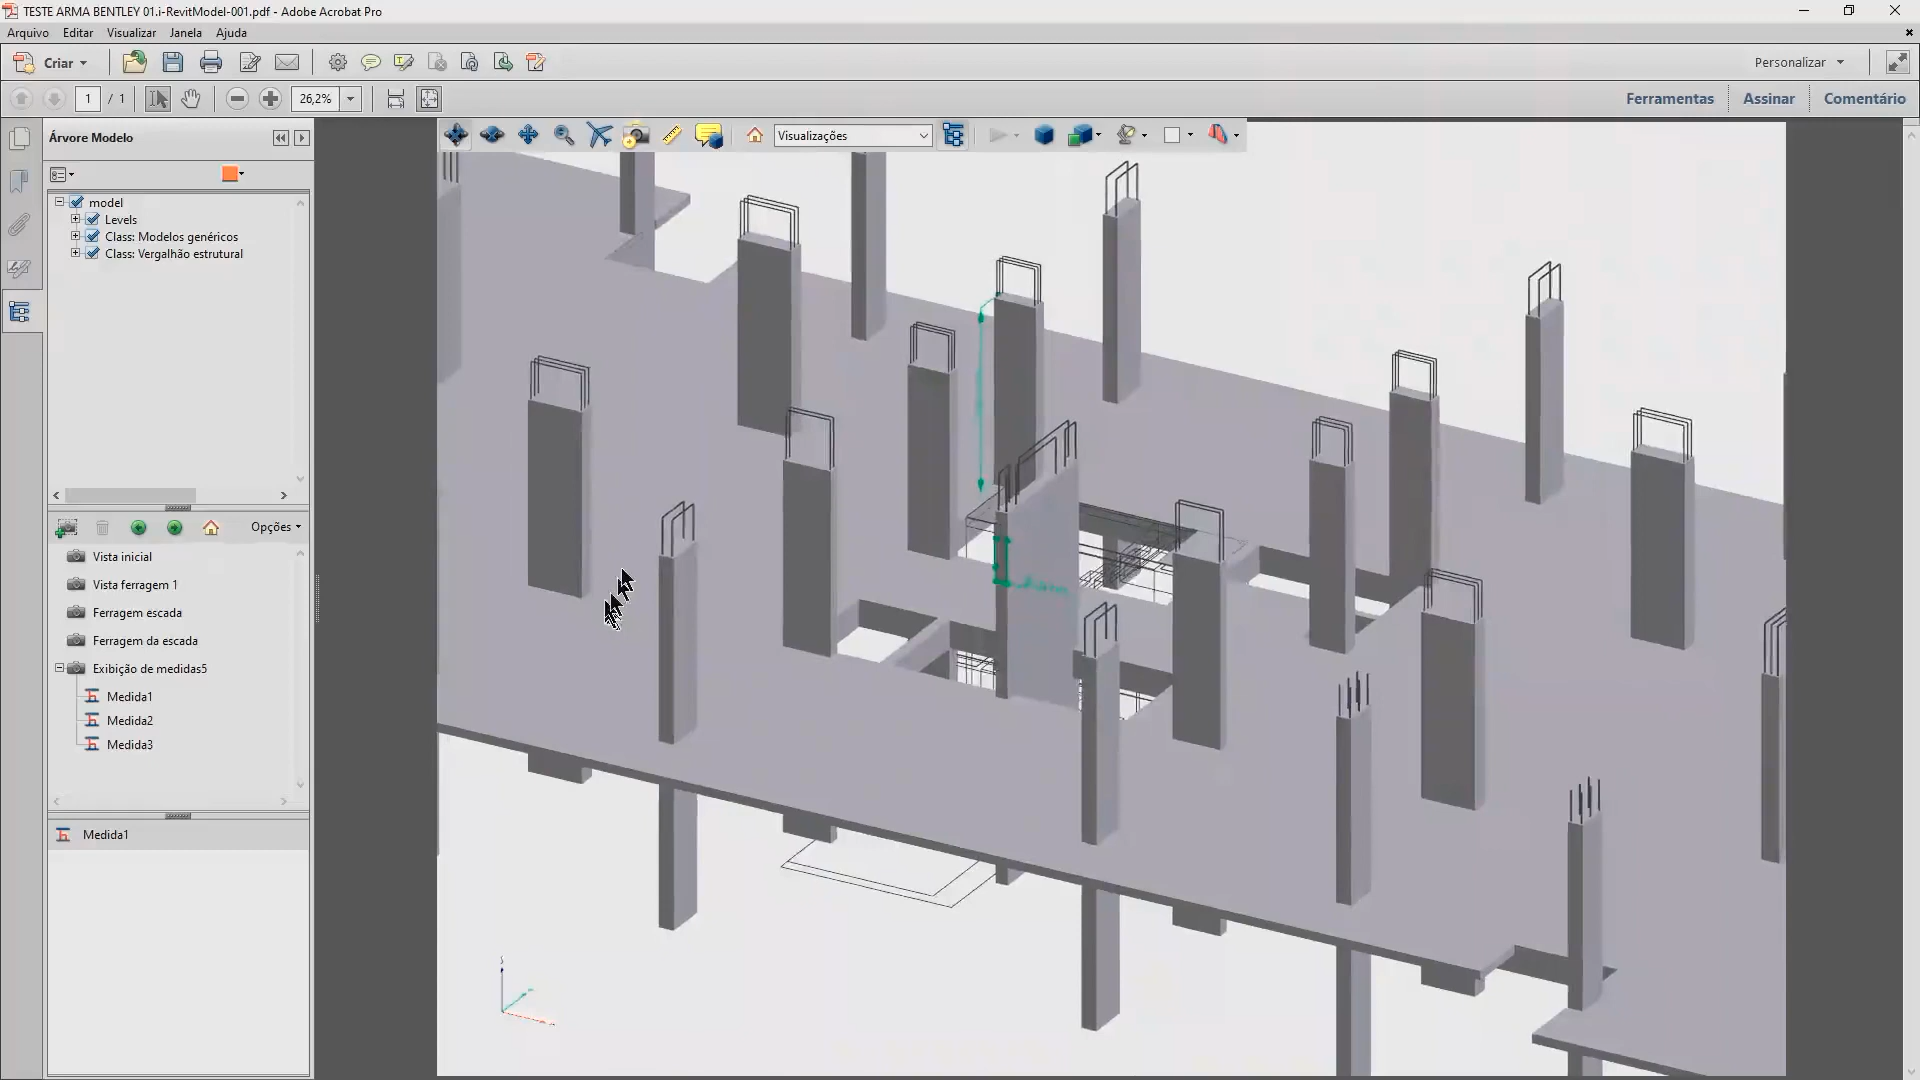 TESTE ARMA BENTLEY 01.i-RevitModel-001.pdf - Adobe Acrobat Pro
Arquivo Editar Visualizar Janela Ajuda
Criar Personalizar
1 / 1 26,2% Ferramentas Assinar Comentário
Árvore Modelo
Visualizações
model
Levels
Class: Modelos genéricos
Class: Vergalhão estrutural
Opções
Vista inicial
Vista ferragem 1
Ferragem escada
Ferragem da escada
Exibição de medidas5
Medida1
Medida2
Medida3
Medida1